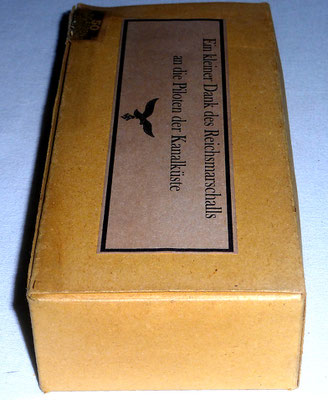 Ein kleiner Dank des Reichsmarschalls
an die Piloten der Kanalküste